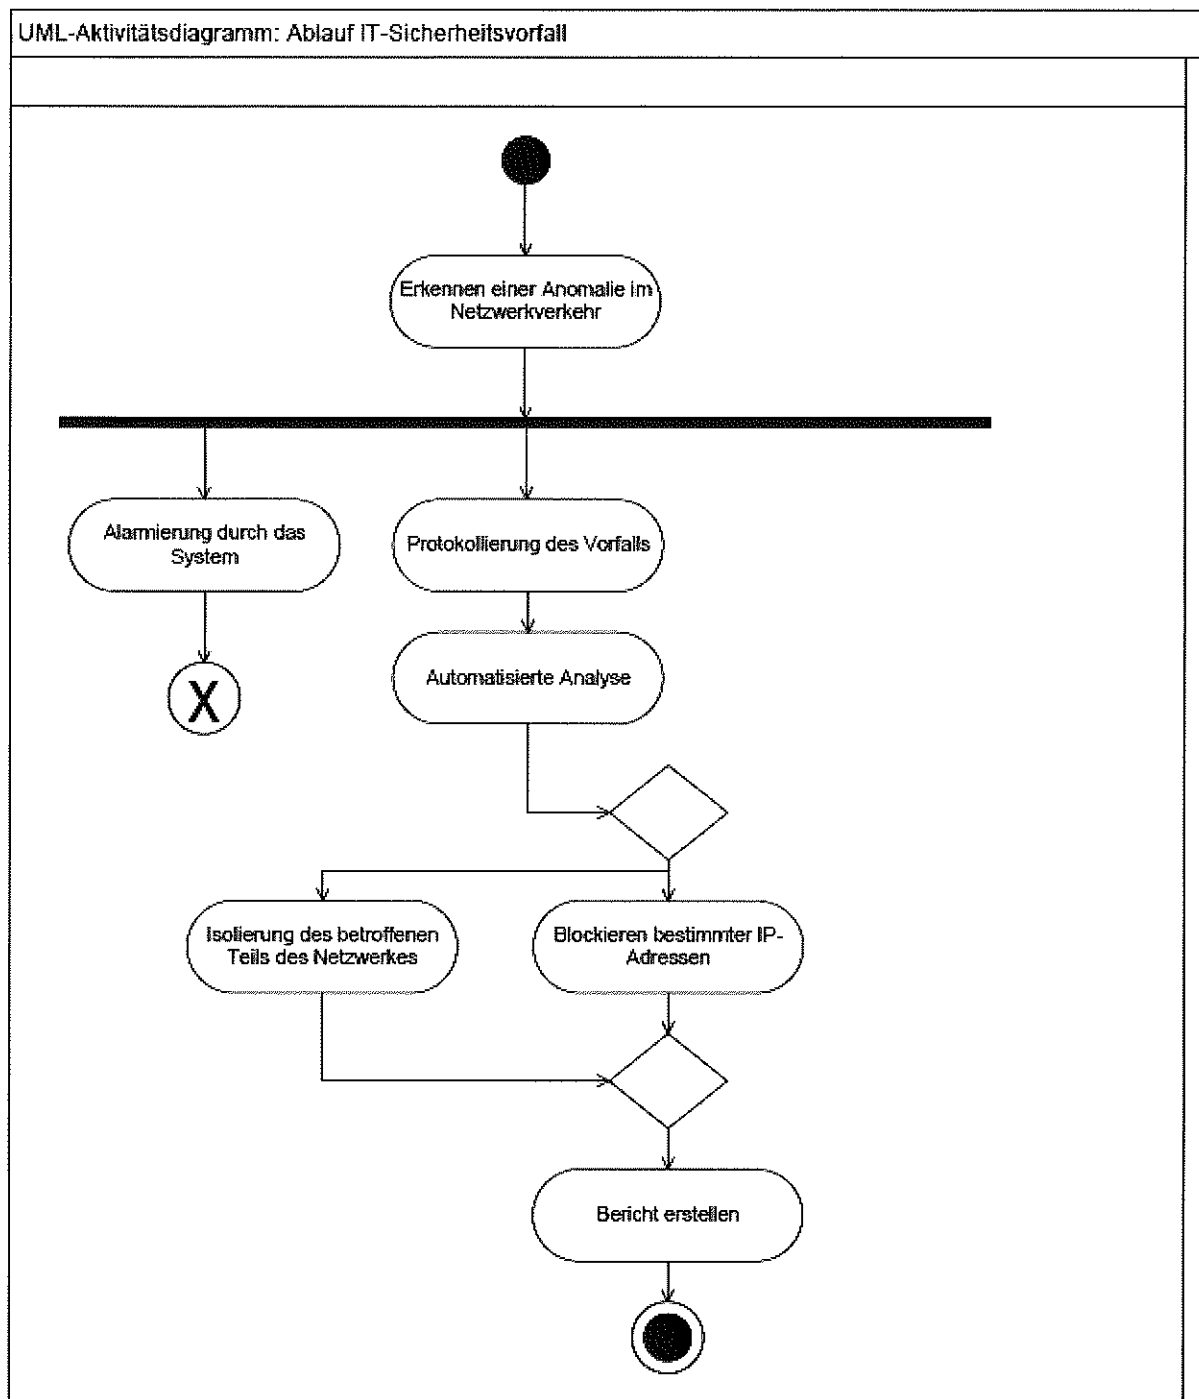 UML-Aktivitätsdiagramm: Ablauf IT-Sicherheitsvorfall
Erkennen einer Anomalie im
Netzwerkverkehr
Alarmierung durch das
System
Protokollierung des Vorfalls
Automatisierte Analyse
X
Isolierung des betroffenen
Teils des Netzwerkes
Blockieren bestimmter IP-
Adressen
Bericht erstellen